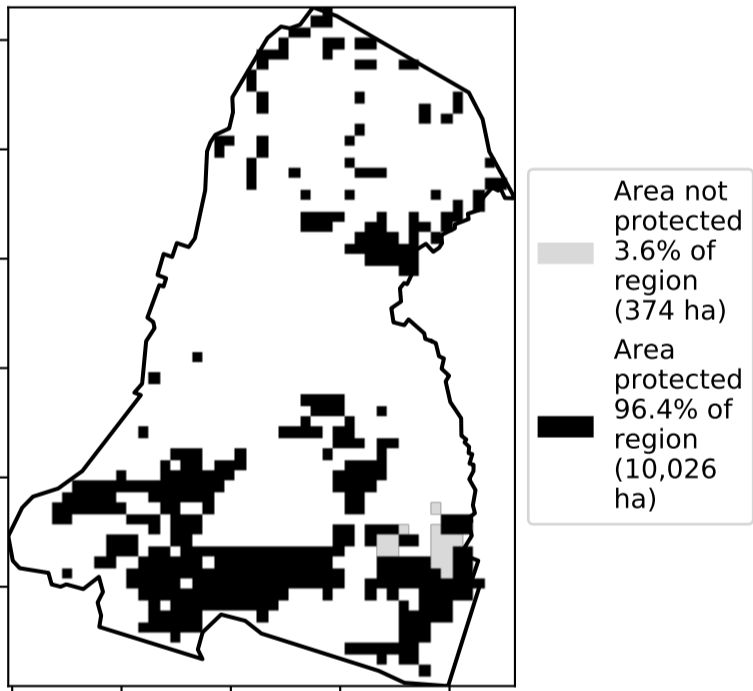 Area not
protected
3.6% of
region
(374 ha)
Area
protected
96.4% of
region
(10,026
ha)